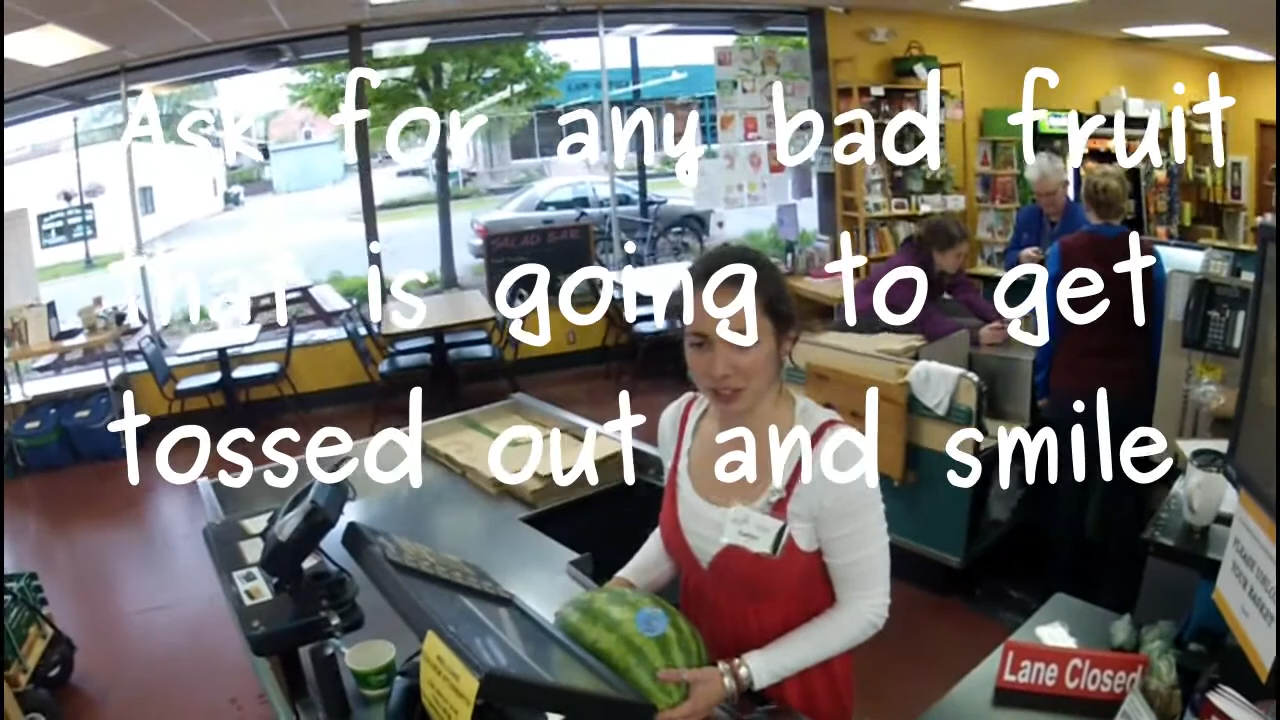 Ask for any bad fruit
that is going to get
tossed out and smile
SALAD BAR
Lane Closed